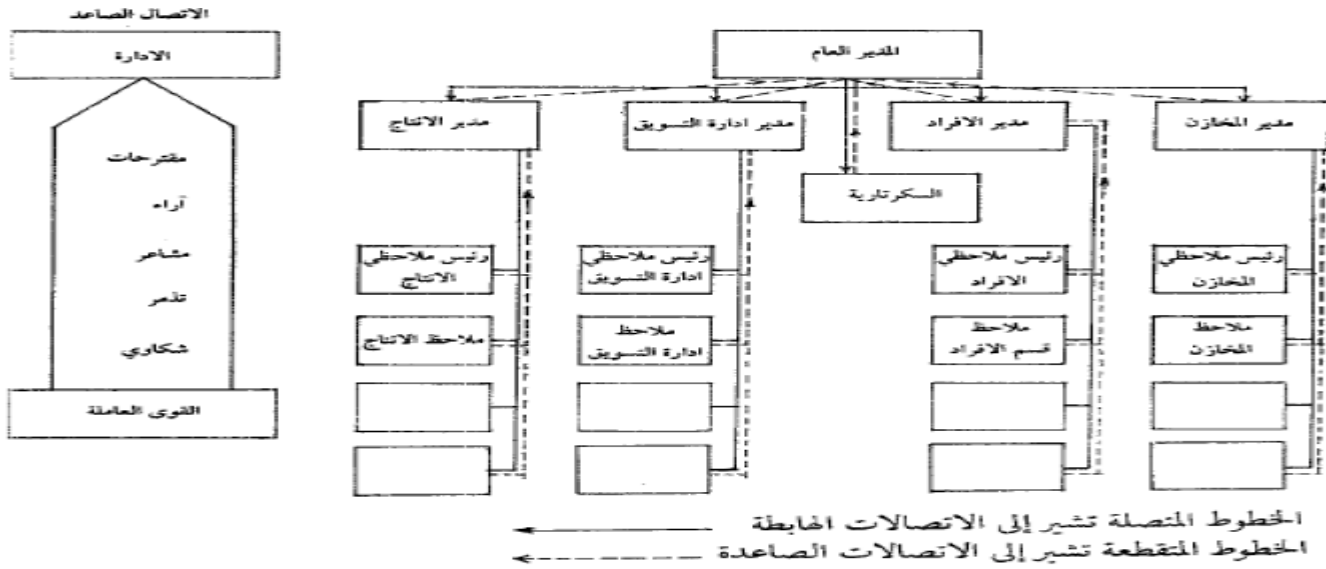 الاتصال الصاعد
الادارة
مقترحات
آراء
مشاعر
تذمر
شكاوي
القوى العاملة
المدير العام
مدير المخازن
مدير الافراد
مدير ادارة التسويق
مدير الانتاج
السكرتارية
رئيس ملاحظي
المخازن
رئيس ملاحظي
الافراد
رئيس ملاحظي
ادارة التسويق
رئيس ملاحظي
الانتاج
ملاحظ
المخازن
ملاحظ
قسم الافراد
ملاحظ
ادارة التسويق
ملاحظ الانتاج
الخطوط المتصلة تشير إلى الاتصالات الهابطة
الخطوط المتقطعة تشير إلى الاتصالات الصاعدة